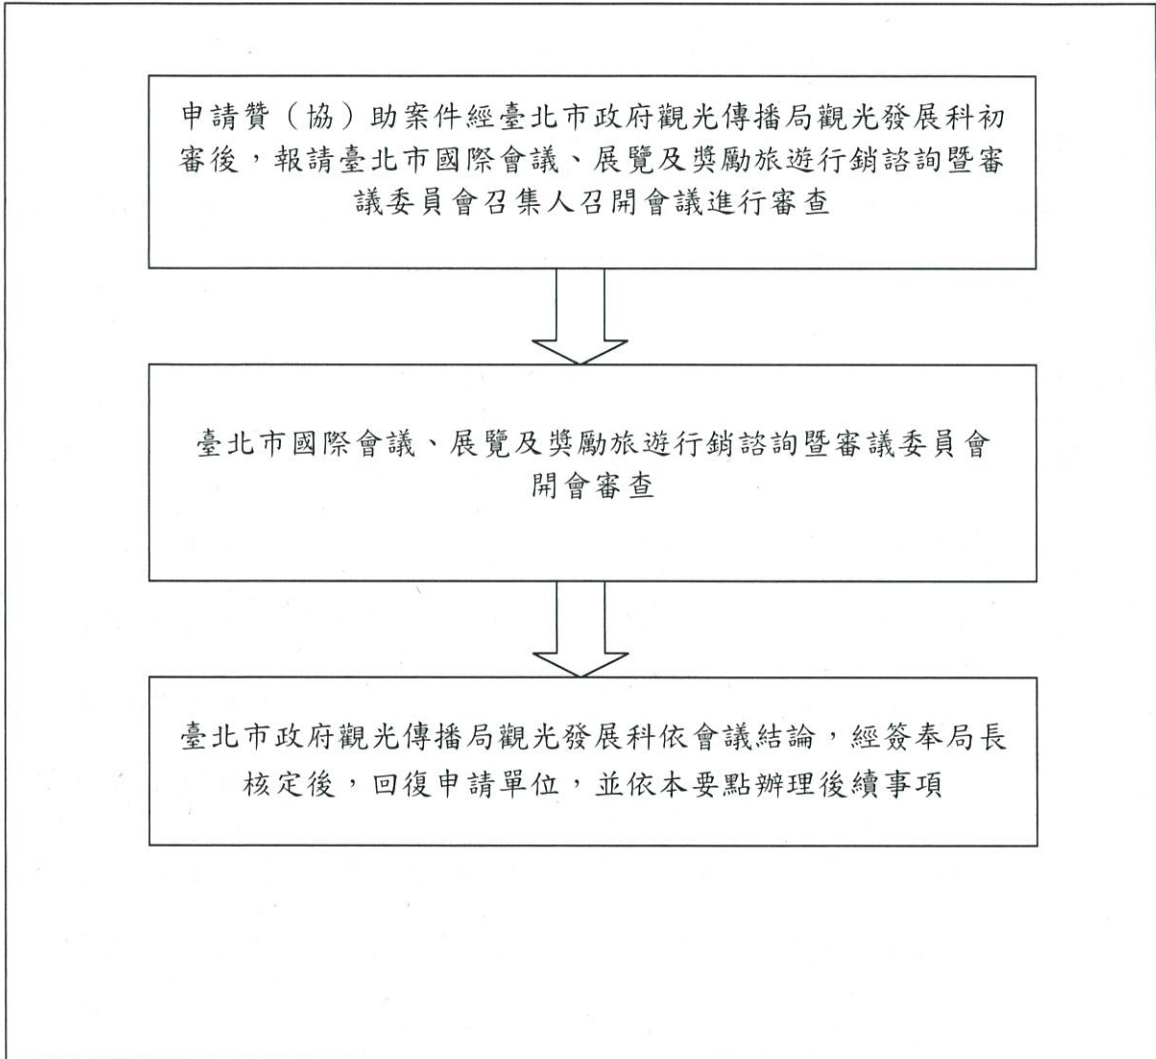 申請贊（協）助案件經臺北市政府觀光傳播局觀光發展科初
審後，報請臺北市國際會議、展覽及獎勵旅遊行銷諮詢暨審
議委員會召集人召開會議進行審查
臺北市國際會議、展覽及獎勵旅遊行銷諮詢暨審議委員會
開會審查
臺北市政府觀光傳播局觀光發展科依會議結論，經簽奉局長
核定後，回復申請單位，並依本要點辦理後續事項